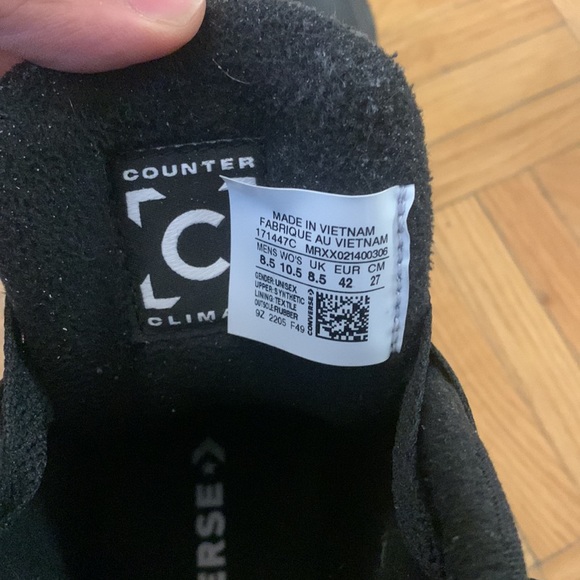 COUNTER
C
CLIMA
MADE IN VIETNAM
FABRIQUE AU VIETNAM
171447C MRXX021400306
MENS WO'S UK EUR CM
8.5 10.5 8.5 42 27
GENDER: UNISEX
UPPER: SYNTHETIC
LINING: TEXTILE
OUTSOLE: RUBBER
9Z 2205 F49
CONVERSE
ERSE